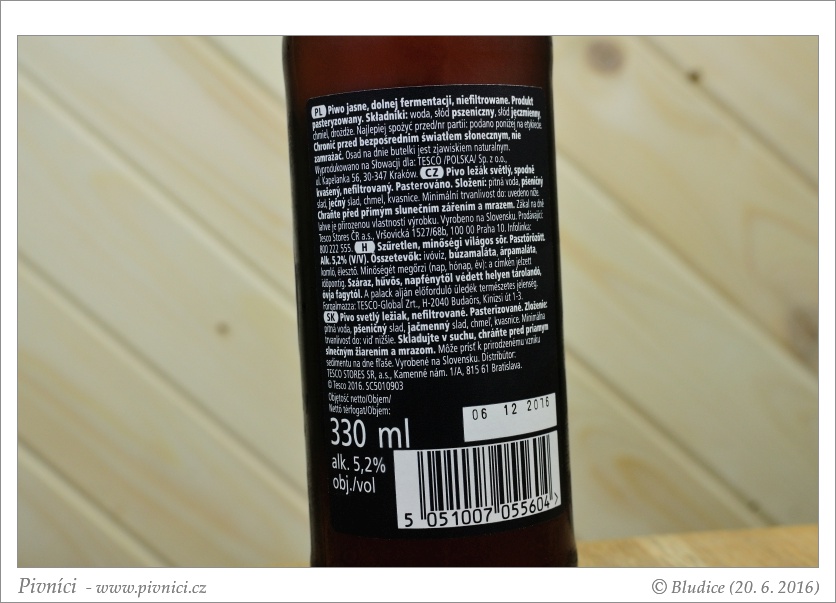 PL Piwo jasne, dolnej fermentacji, niefiltrowane. Produkt
pasteryzowany. Składniki: woda, słód pszeniczny, słód jęczmienny,
chmiel, drożdże. Najlepiej spożyć przed/nr partii: podano poniżej na etykiecie.
Chronić przed bezpośrednim światłem słonecznym, nie
zamrażać. Osad na dnie butelki jest zjawiskiem naturalnym.
Wyprodukowano na Słowacji dla: TESCO /POLSKA/ Sp. z o.o.,
ul. Kapelanka 56, 30-347 Kraków. CZ Pivo ležák světlý, spodně
kvašený, nefiltrovaný. Pasterováno. Složení: pitná voda, pšeničný
slad, ječný slad, chmel, kvasnice. Minimální trvanlivost do: uvedeno níže.
Chraňte před přímým slunečním zářením a mrazem. Zákal na dně
lahve je přirozenou vlastností výrobku. Vyrobeno na Slovensku. Prodávající:
Tesco Stores ČR a.s., Vršovická 1527/68b, 100 00 Praha 10. Infolinka:
800 222 555. H Szűretlen, minőségi világos sör. Pasztőrözött.
Alk. 5,2% (V/V). Összetevők: ivóvíz, búzamaláta, árpamaláta,
komló, élesztő. Minőségét megőrzi (nap, hónap, év): a címkén jelzett
időpontig. Száraz, hűvös, napfénytől védett helyen tárolandó,
óvja fagytól. A palack alján előforduló üledék természetes jelenség.
Forgalmazza: TESCO-Global Zrt., H-2040 Budaörs, Kinizsi út 1-3.
SK Pivo svetlý ležiak, nefiltrované. Pasterizované. Zloženie:
pitná voda, pšeničný slad, jačmenný slad, chmeľ, kvasnice. Minimálna
trvanlivosť do: viď nižšie. Skladujte v suchu, chráňte pred priamym
slnečným žiarením a mrazom. Môže prísť k prirodzenému vzniku
sedimentu na dne fľaše. Vyrobené na Slovensku. Distribútor:
TESCO STORES SR, a.s., Kamenné nám. 1/A, 815 61 Bratislava.
© Tesco 2016. SC5010903
Objętość netto/Objem/
Nettó térfogat/Objem:
330 ml
06 12 2016
alk. 5,2%
obj./vol
5 051007 055604 >
Pivníci - www.pivnici.cz
© Bludice (20. 6. 2016)